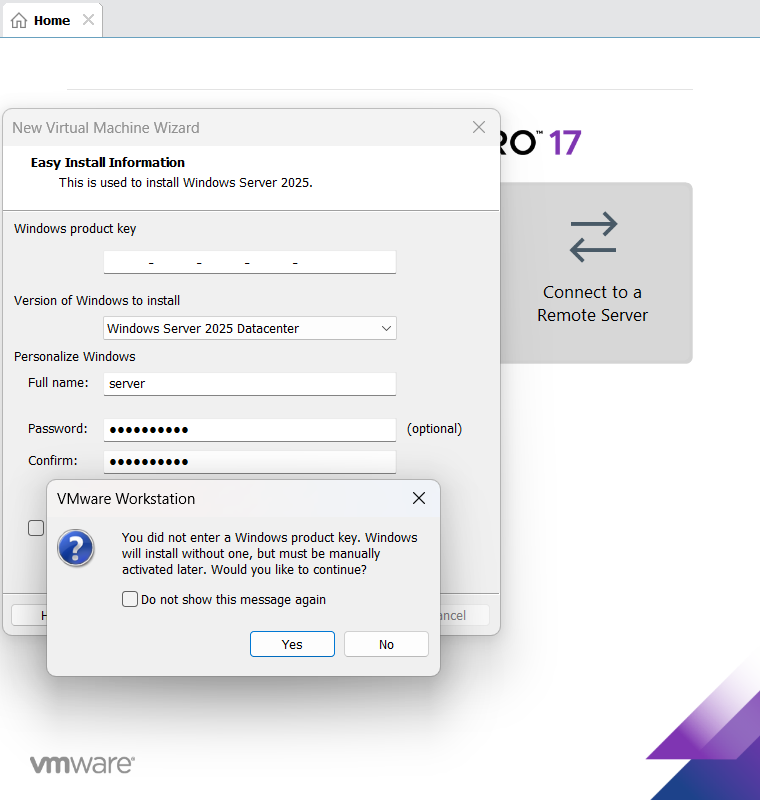 Home
New Virtual Machine Wizard
RO™ 17
Easy Install Information
This is used to install Windows Server 2025.
Windows product key
- - - -
Connect to a
Remote Server
Version of Windows to install
Windows Server 2025 Datacenter
Personalize Windows
Full name: server
Password: ●●●●●●●●●● (optional)
Confirm: ●●●●●●●●●●
VMware Workstation
You did not enter a Windows product key. Windows
will install without one, but must be manually
activated later. Would you like to continue?
Do not show this message again
H
ancel
Yes No
vmware®